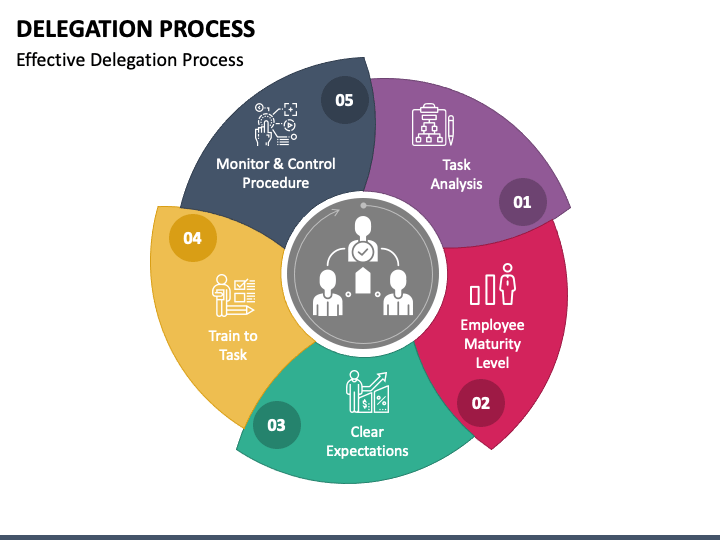 DELEGATION PROCESS
Effective Delegation Process
01
Task
Analysis
02
Employee
Maturity
Level
03
Clear
Expectations
04
Train to
Task
05
Monitor & Control
Procedure
$
%